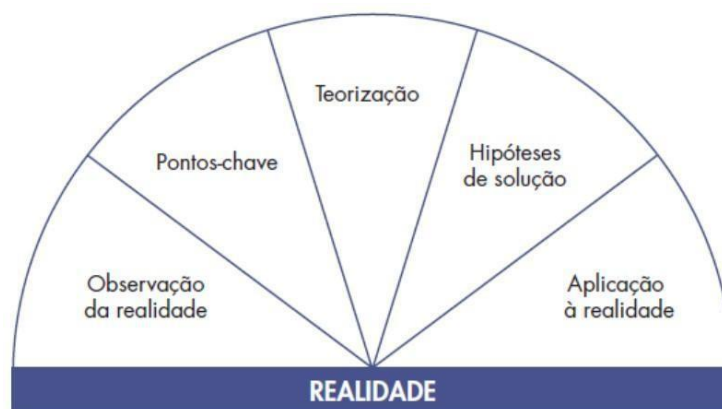 Observação
da realidade
Pontos-chave
Teorização
Hipóteses
de solução
Aplicação
à realidade
REALIDADE